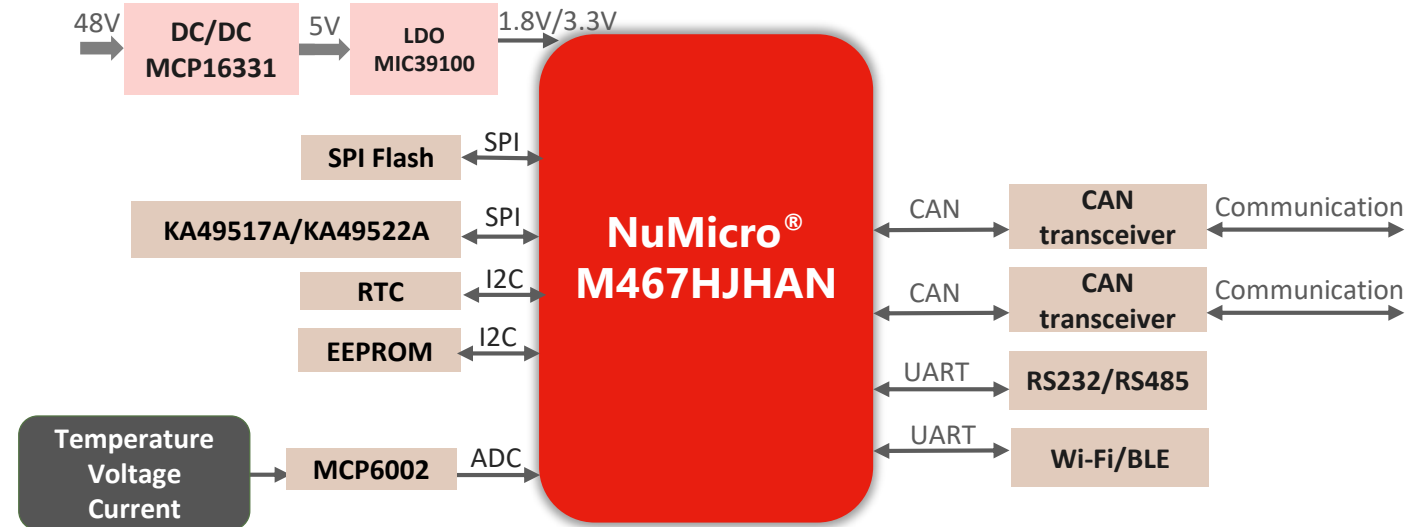 48V
DC/DC
MCP16331
5V
LDO
MIC39100
1.8V/3.3V
SPI Flash
SPI
KA49517A/KA49522A
SPI
RTC
I2C
EEPROM
I2C
Temperature
Voltage
Current
MCP6002
ADC
NuMicro®
M467HJHAN
CAN
CAN
transceiver
Communication
CAN
CAN
transceiver
Communication
UART
RS232/RS485
UART
Wi-Fi/BLE